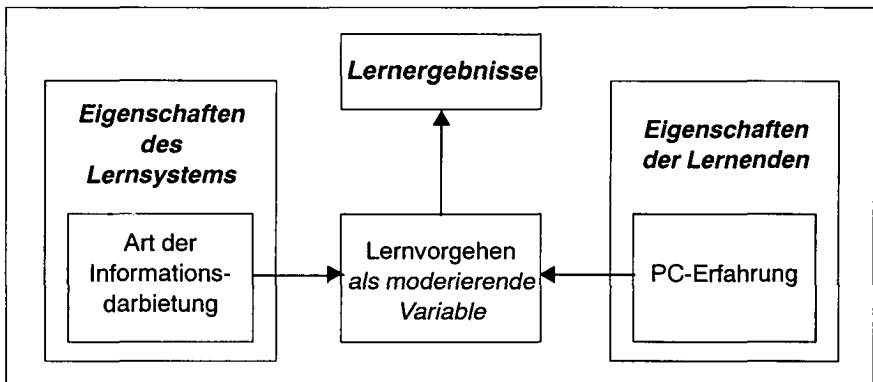 Lernergebnisse
Eigenschaften
des
Lernsystems
Eigenschaften
der Lernenden
Art der
Informations-
darbietung
Lernvorgehen
als moderierende
Variable
PC-Erfahrung